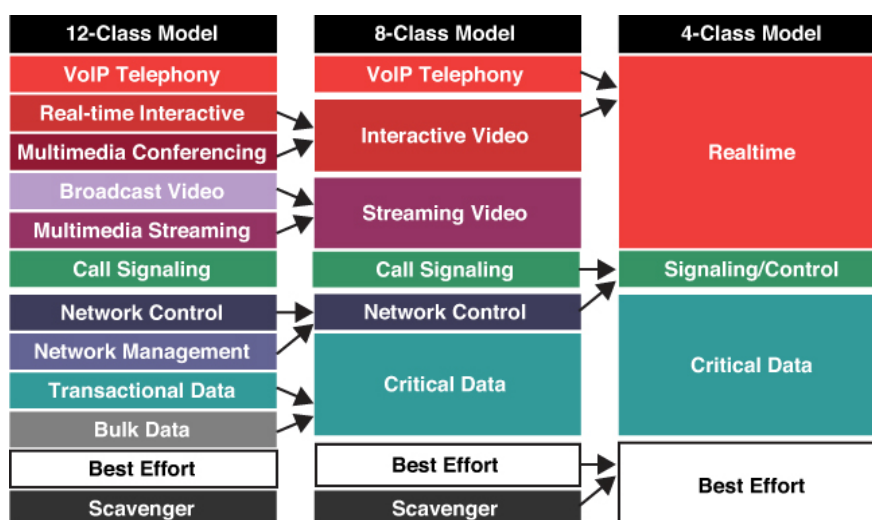 12-Class Model
8-Class Model
4-Class Model
VoIP Telephony
Real-time Interactive
Multimedia Conferencing
Broadcast Video
Multimedia Streaming
Call Signaling
Network Control
Network Management
Transactional Data
Bulk Data
Best Effort
Scavenger
VoIP Telephony
Interactive Video
Streaming Video
Call Signaling
Network Control
Critical Data
Best Effort
Scavenger
Realtime
Signaling/Control
Critical Data
Best Effort